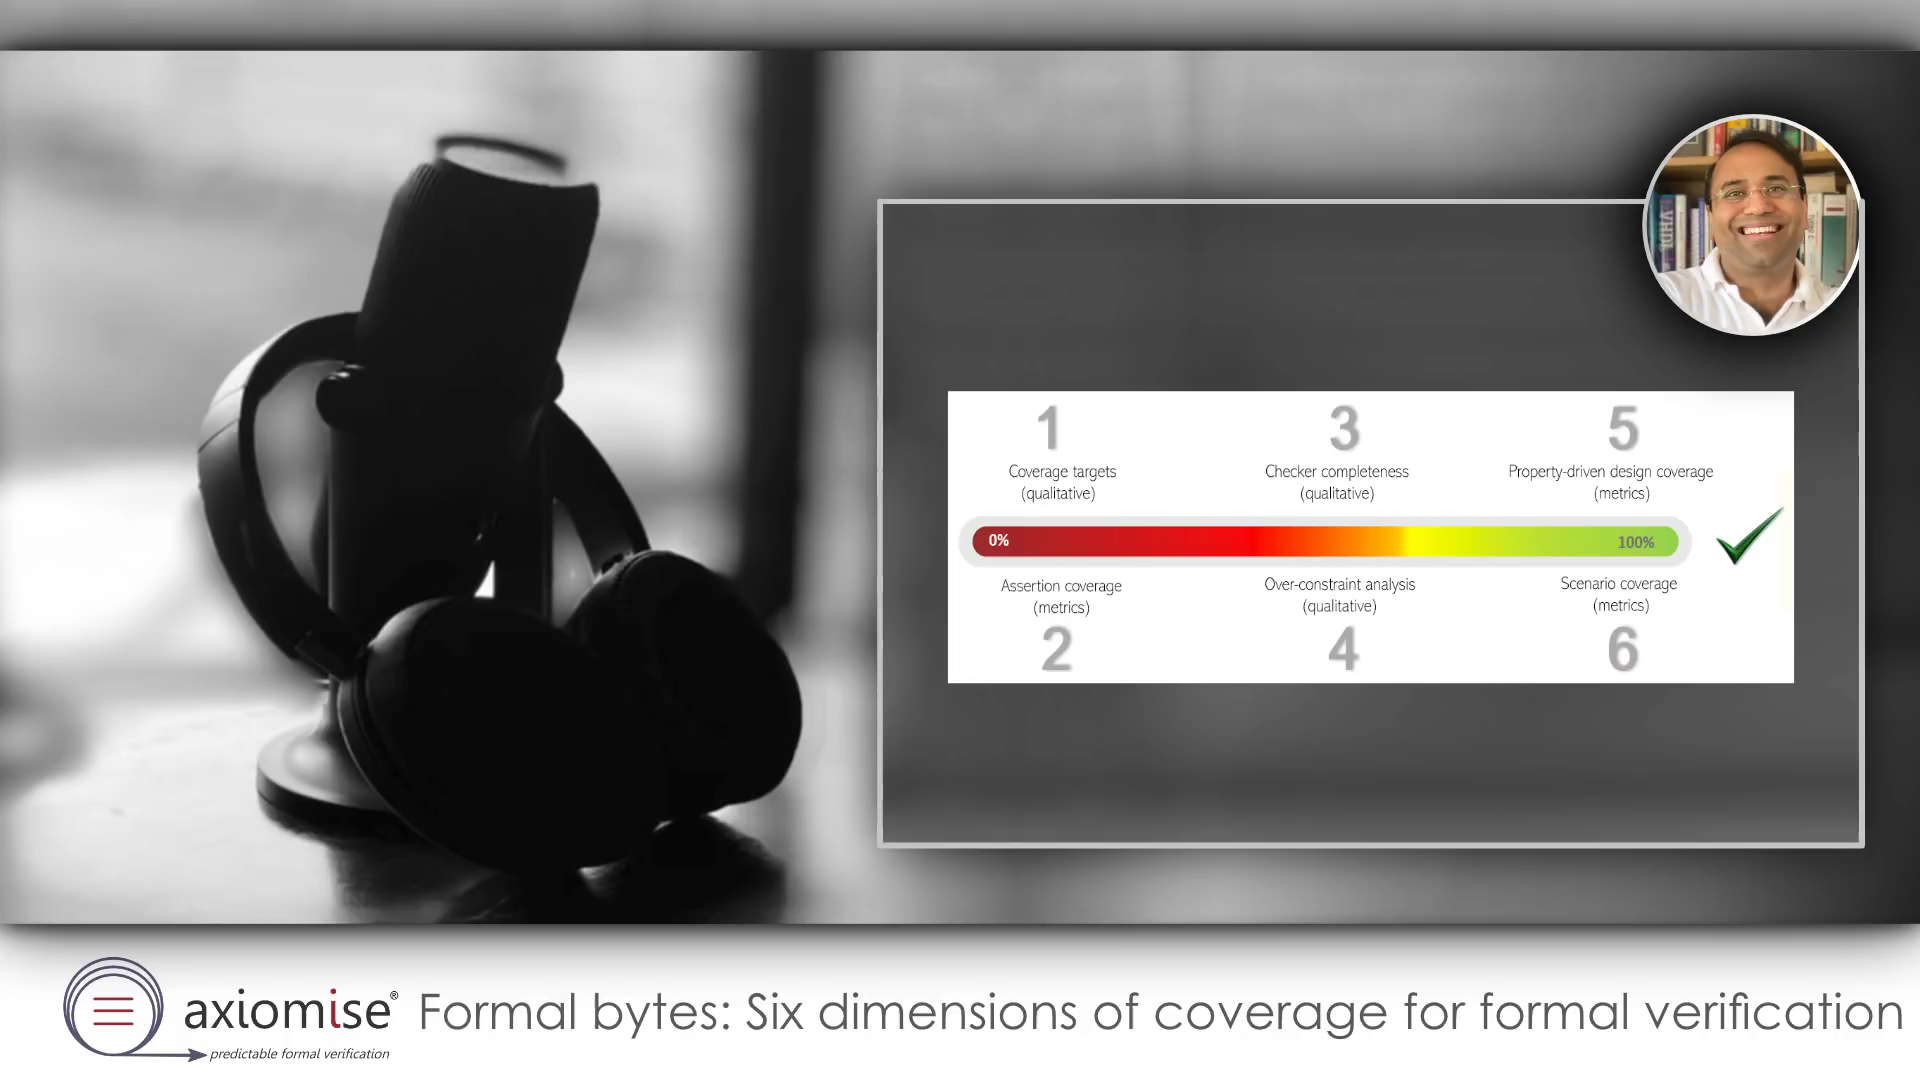 1
Coverage targets
(qualitative)
3
Checker completeness
(qualitative)
5
Property-driven design coverage
(metrics)
0%
100%
Assertion coverage
(metrics)
2
Over-constraint analysis
(qualitative)
4
Scenario coverage
(metrics)
6
VHDL
axiomise®
predictable formal verification
Formal bytes: Six dimensions of coverage for formal verification